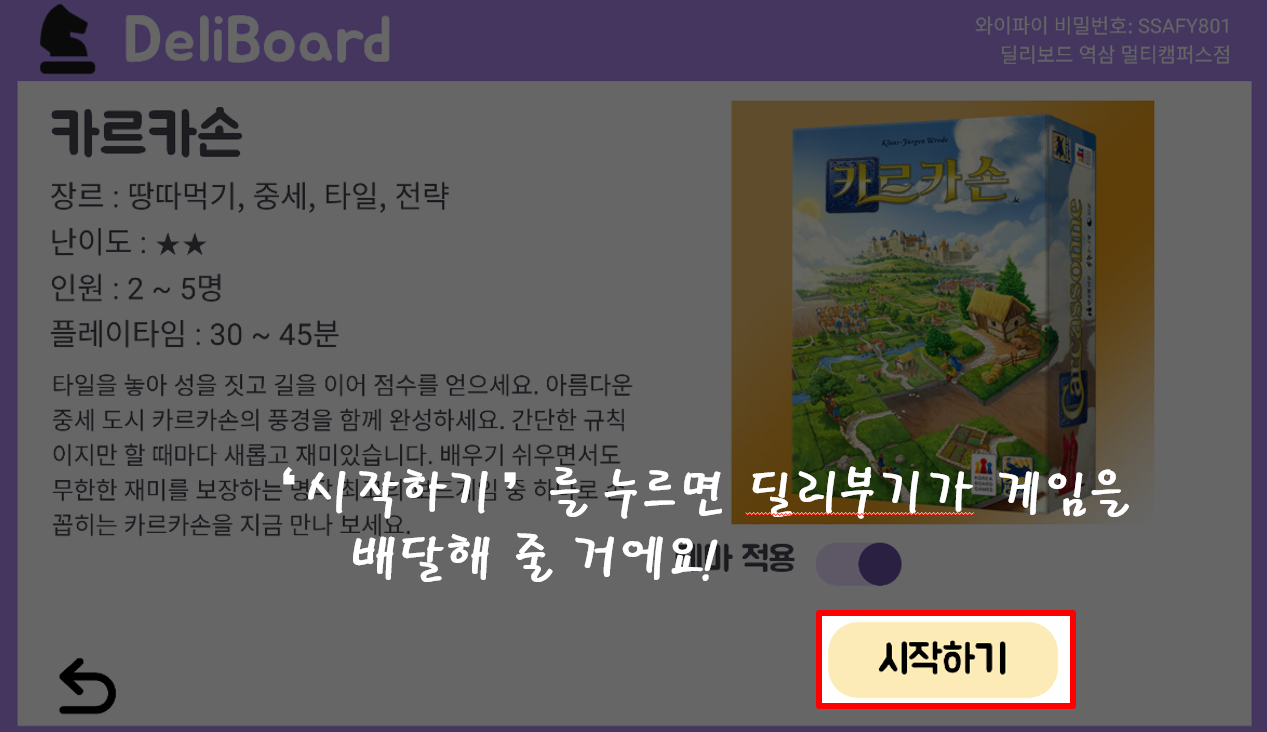 DeliBoard
와이파이 비밀번호: SSAFY801
딜리보드 역삼 멀티캠퍼스점
카르카손
장르 : 땅따먹기, 중세, 타일, 전략
난이도 : ★★
인원 : 2 ~ 5명
플레이타임 : 30 ~ 45분
타일을 놓아 성을 짓고 길을 이어 점수를 얻으세요. 아름다운
중세 도시 카르카손의 풍경을 함께 완성하세요. 간단한 규칙
이지만 할 때마다 새롭고 재미있습니다. 배우기 쉬우면서도
무한한 재미를 보장하는 중
꼽히는 카르카손을 지금 만나 보세요.
Klaus-Jürgen Wrede
카르카손
Carcassonne
‘시작하기’ 를 누르면 딜리부기가 게임을
배달해 줄 거에요!
적용
시작하기